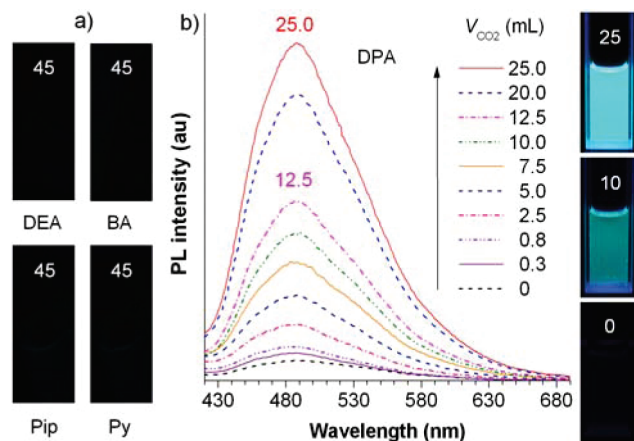 a)
45
45
DEA
BA
45
45
Pip
Py
b)
PL intensity (au)
25.0
12.5
DPA
VCO2 (mL)
25.0
20.0
12.5
10.0
7.5
5.0
2.5
0.8
0.3
0
430
480
530
580
630
680
Wavelength (nm)
25
10
0